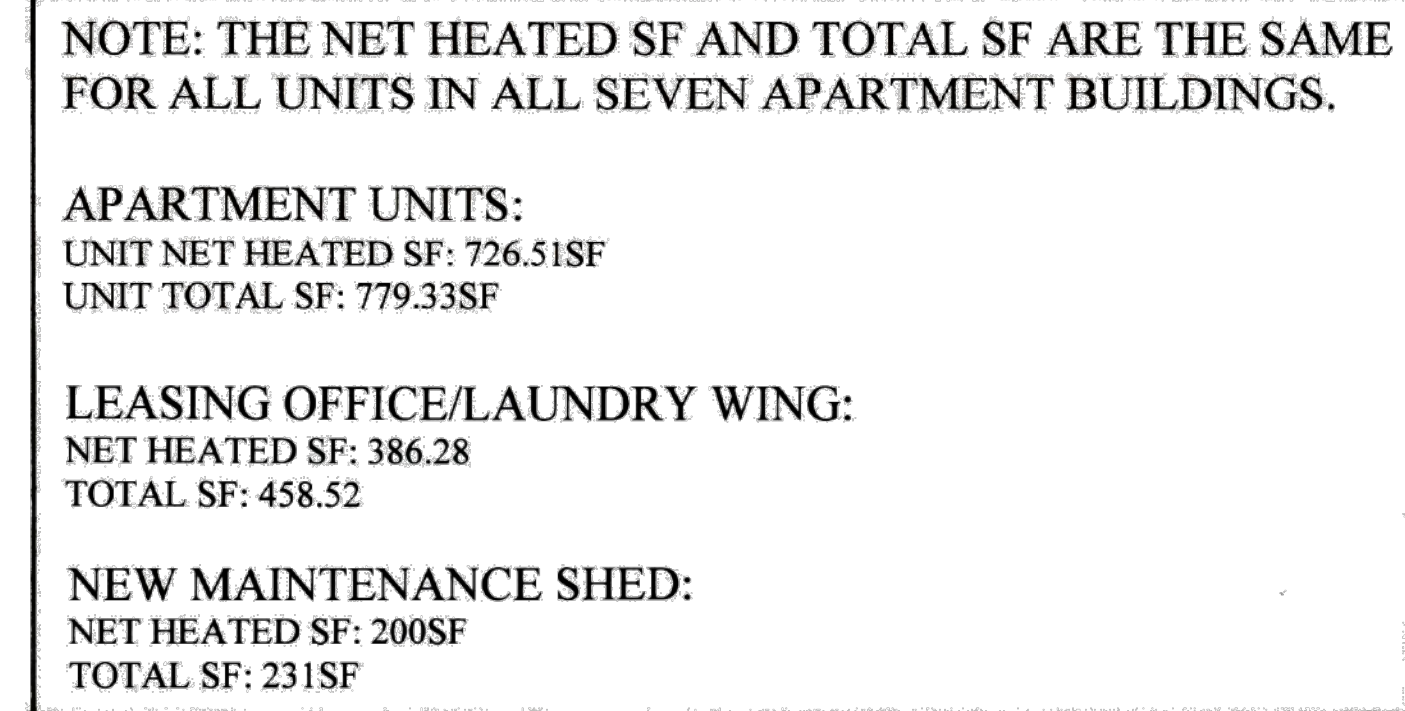 NOTE: THE NET HEATED SF AND TOTAL SF ARE THE SAME
FOR ALL UNITS IN ALL SEVEN APARTMENT BUILDINGS.
APARTMENT UNITS:
UNIT NET HEATED SF: 726.51SF
UNIT TOTAL SF: 779.33SF
LEASING OFFICE/LAUNDRY WING:
NET HEATED SF: 386.28
TOTAL SF: 458.52
NEW MAINTENANCE SHED:
NET HEATED SF: 200SF
TOTAL SF: 231SF